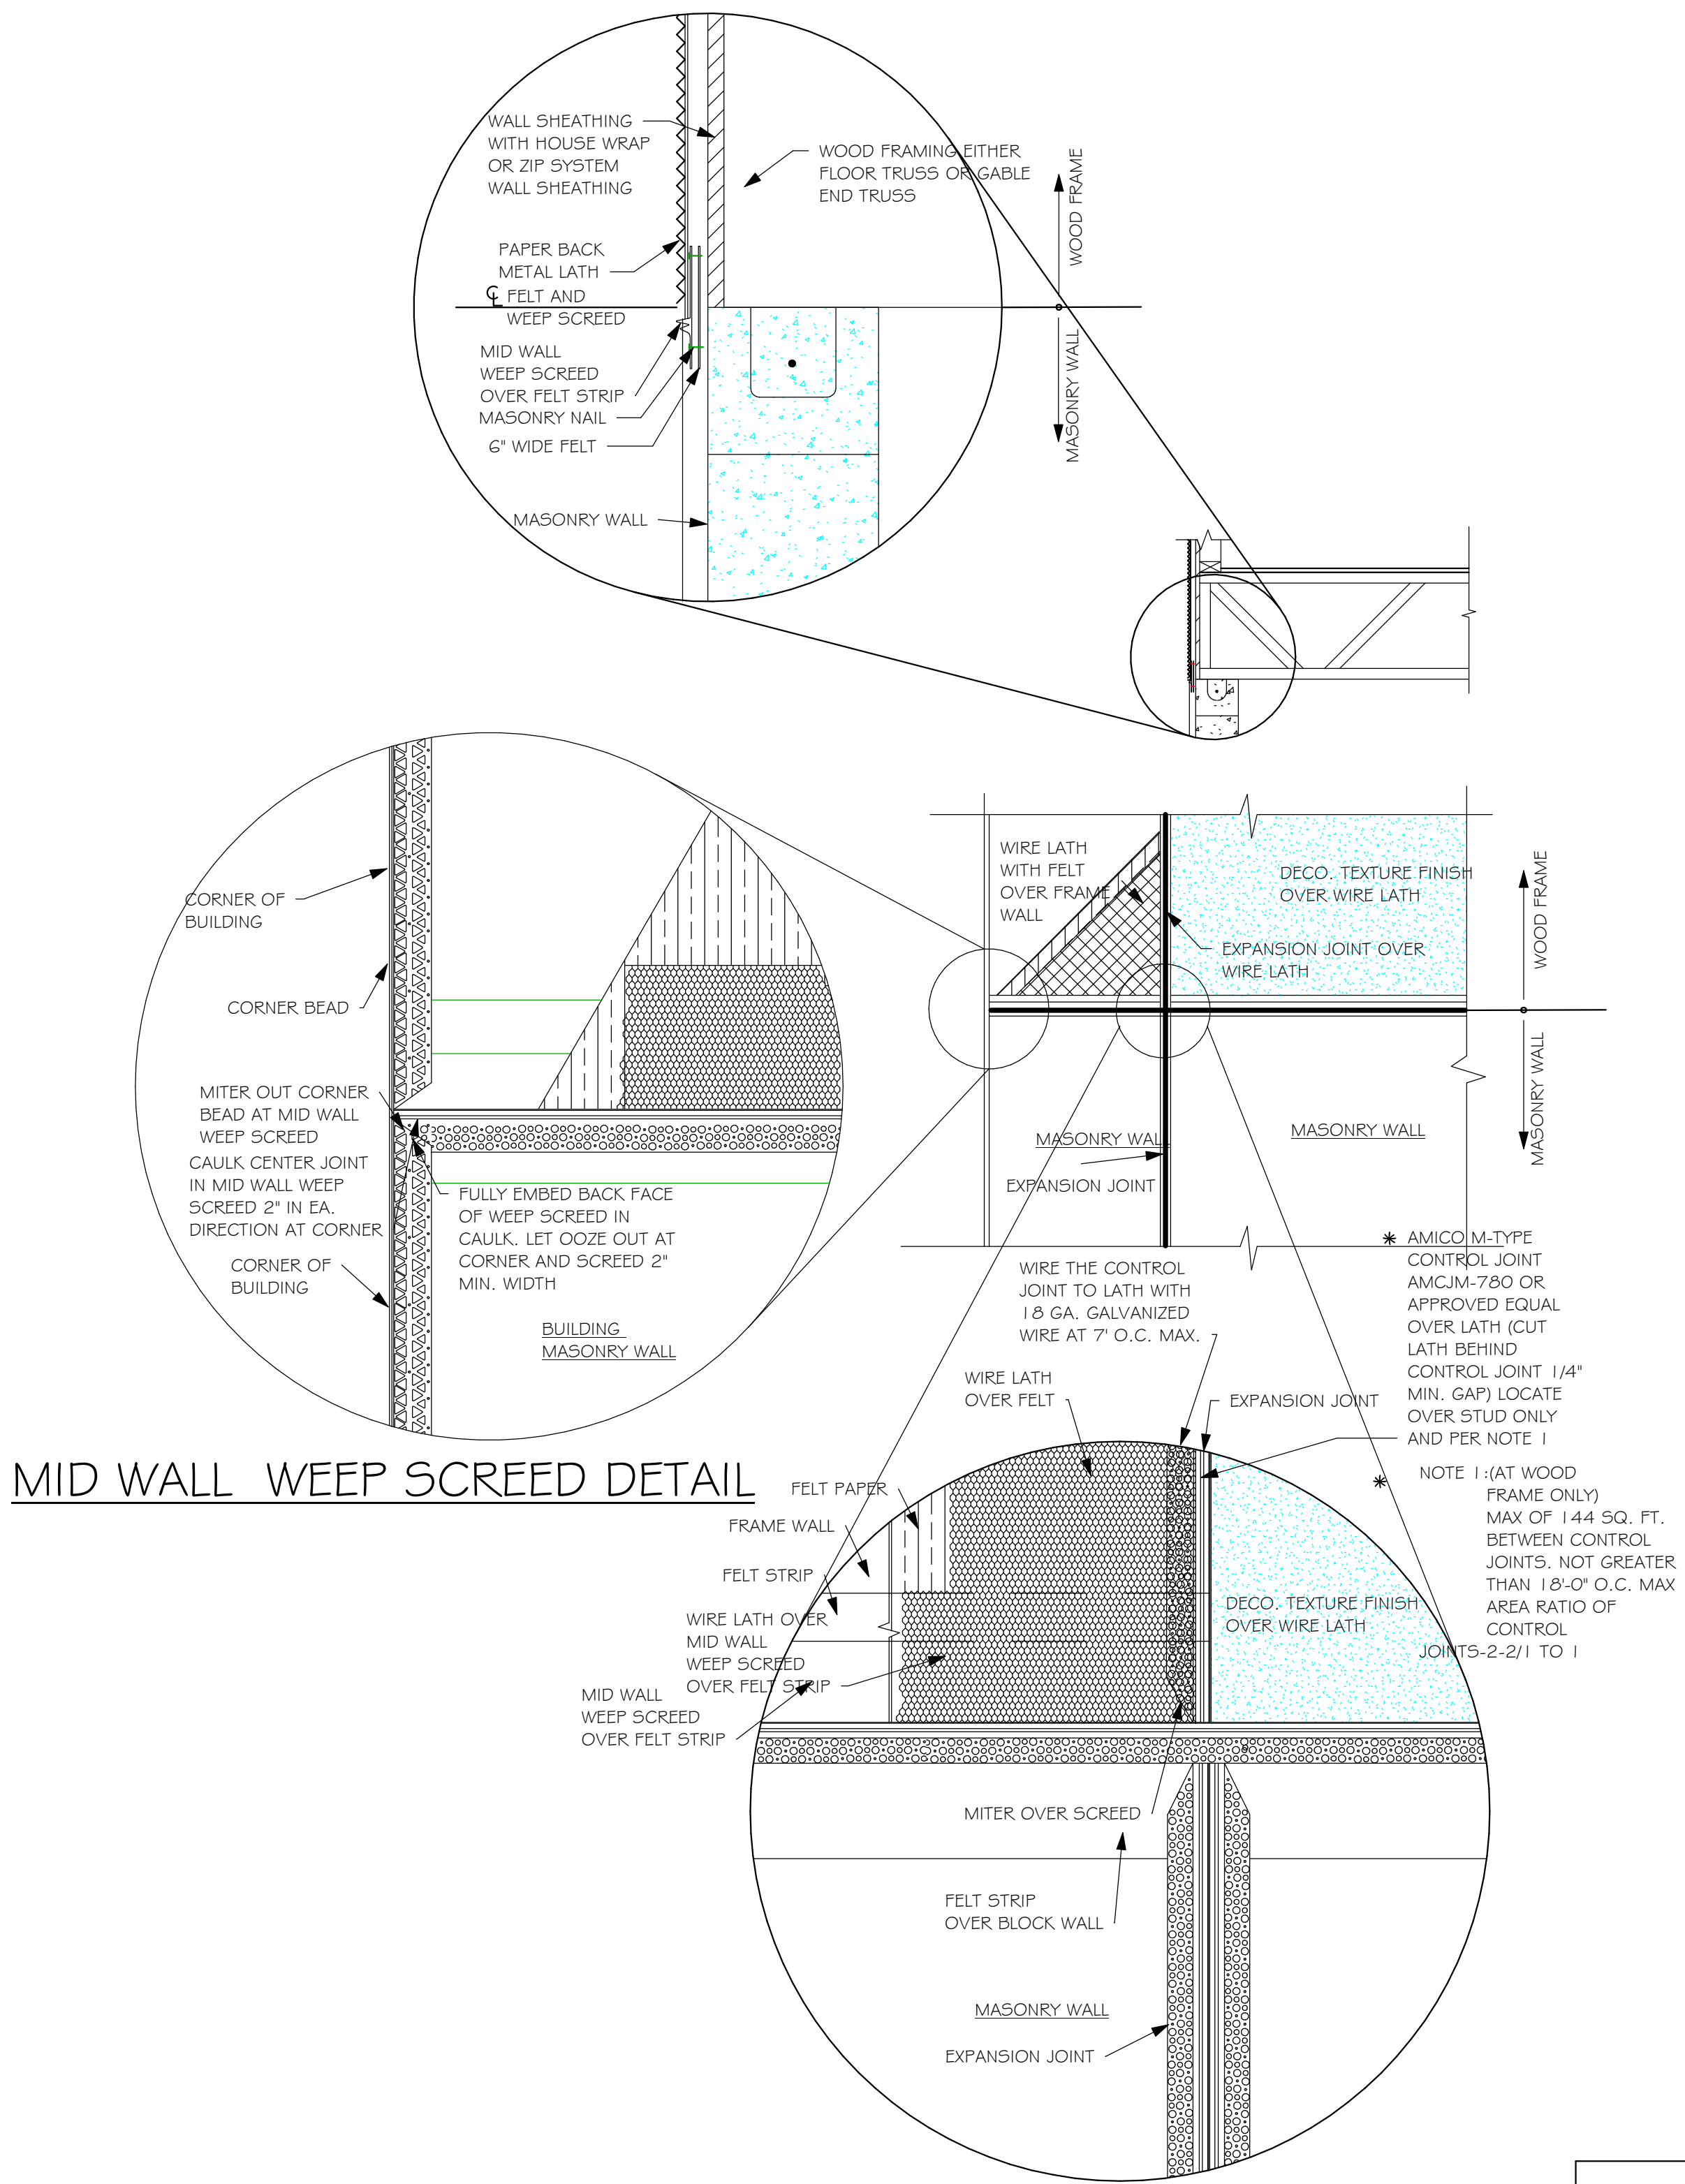 WALL SHEATHING
WITH HOUSE WRAP
OR ZIP SYSTEM
WALL SHEATHING
WOOD FRAMING EITHER
FLOOR TRUSS OR GABLE
END TRUSS
WOOD FRAME
MASONRY WALL
PAPER BACK
METAL LATH
℄ FELT AND
WEEP SCREED
MID WALL
WEEP SCREED
OVER FELT STRIP
MASONRY NAIL
6" WIDE FELT
MASONRY WALL
CORNER OF
BUILDING
CORNER BEAD
MITER OUT CORNER
BEAD AT MID WALL
WEEP SCREED
CAULK CENTER JOINT
IN MID WALL WEEP
SCREED 2" IN EA.
DIRECTION AT CORNER
CORNER OF
BUILDING
FULLY EMBED BACK FACE
OF WEEP SCREED IN
CAULK. LET OOZE OUT AT
CORNER AND SCREED 2"
MIN. WIDTH
BUILDING
MASONRY WALL
WIRE LATH
WITH FELT
OVER FRAME
WALL
DECO. TEXTURE FINISH
OVER WIRE LATH
EXPANSION JOINT OVER
WIRE LATH
WOOD FRAME
MASONRY WALL
MASONRY WALL
MASONRY WALL
EXPANSION JOINT
WIRE THE CONTROL
JOINT TO LATH WITH
18 GA. GALVANIZED
WIRE AT 7' O.C. MAX.
* AMICO M-TYPE
CONTROL JOINT
AMCJM-780 OR
APPROVED EQUAL
OVER LATH (CUT
LATH BEHIND
CONTROL JOINT 1/4"
MIN. GAP) LOCATE
OVER STUD ONLY
AND PER NOTE 1
* NOTE 1:(AT WOOD
FRAME ONLY)
MAX OF 144 SQ. FT.
BETWEEN CONTROL
JOINTS. NOT GREATER
THAN 18'-0" O.C. MAX
AREA RATIO OF
CONTROL
JOINTS-2-2/1 TO 1
MID WALL WEEP SCREED DETAIL
WIRE LATH
OVER FELT
EXPANSION JOINT
FELT PAPER
FRAME WALL
FELT STRIP
WIRE LATH OVER
MID WALL
WEEP SCREED
OVER FELT STRIP
MID WALL
WEEP SCREED
OVER FELT STRIP
DECO. TEXTURE FINISH
OVER WIRE LATH
MITER OVER SCREED
FELT STRIP
OVER BLOCK WALL
MASONRY WALL
EXPANSION JOINT